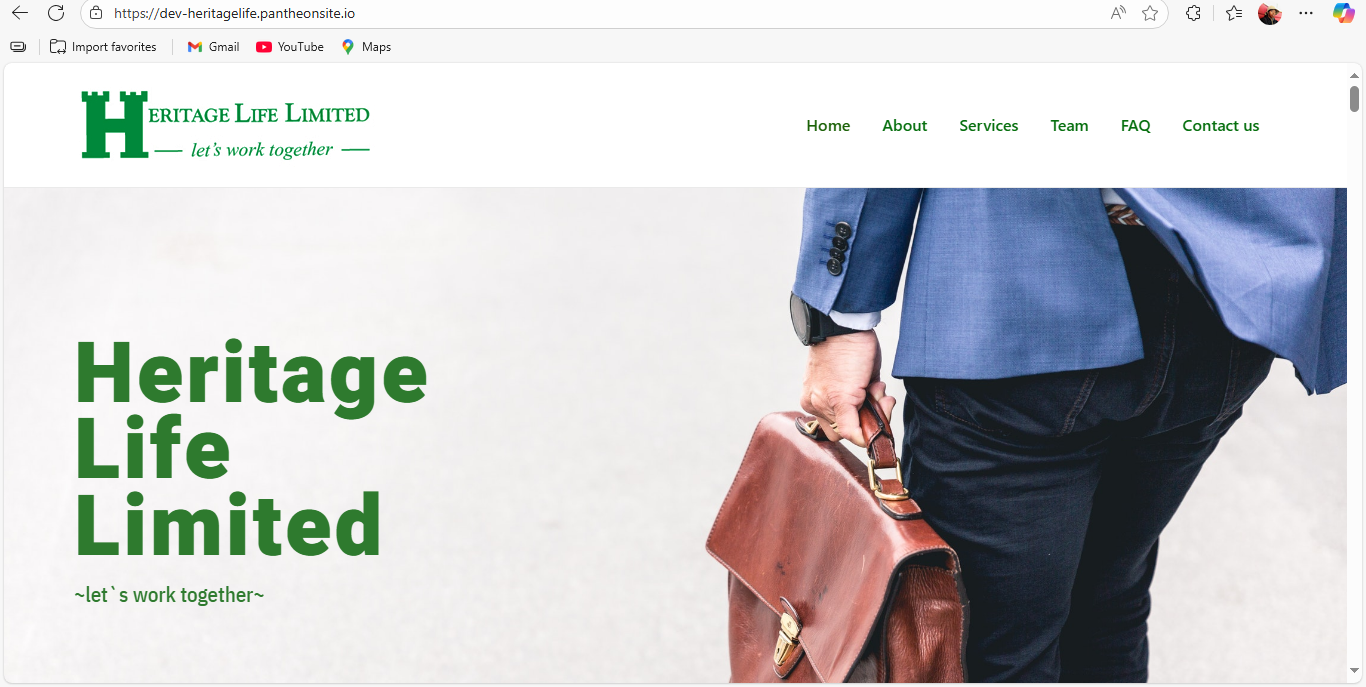 https://dev-heritagelife.pantheonsite.io
Import favorites
Gmail
YouTube
Maps
HERITAGE LIFE LIMITED
— let's work together —
Home
About
Services
Team
FAQ
Contact us
Heritage
Life
Limited
~let`s work together~